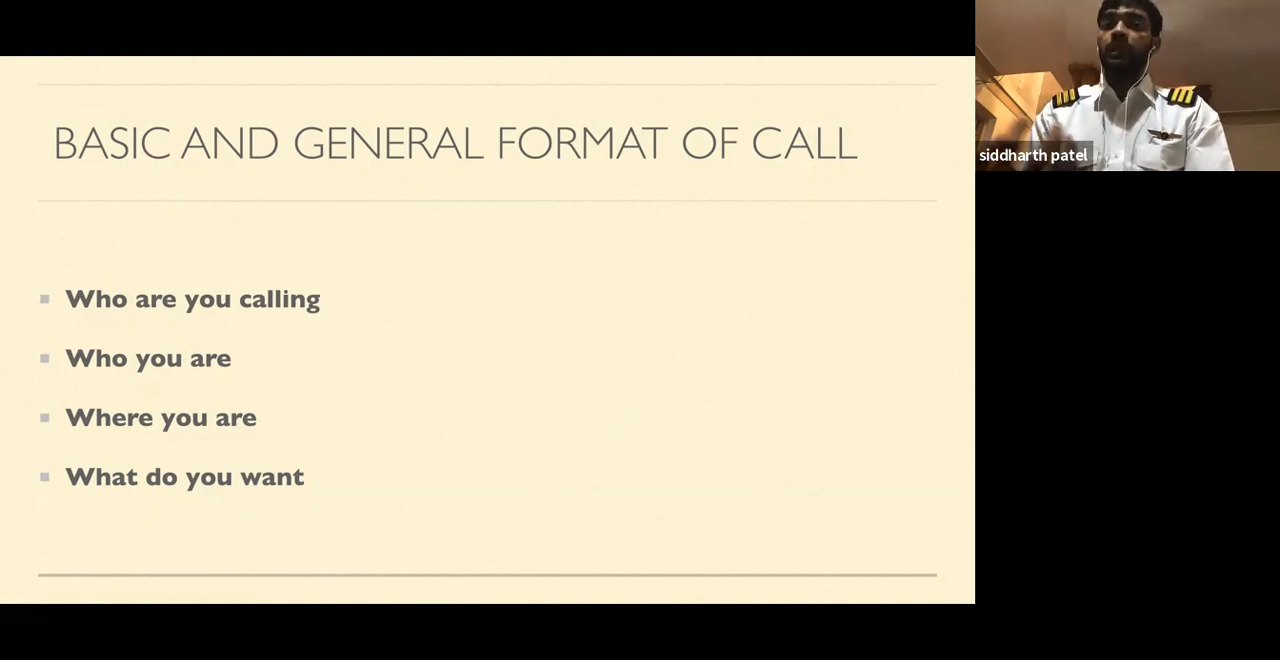 BASIC AND GENERAL FORMAT OF CALL
Who are you calling
Who you are
Where you are
What do you want
siddharth patel